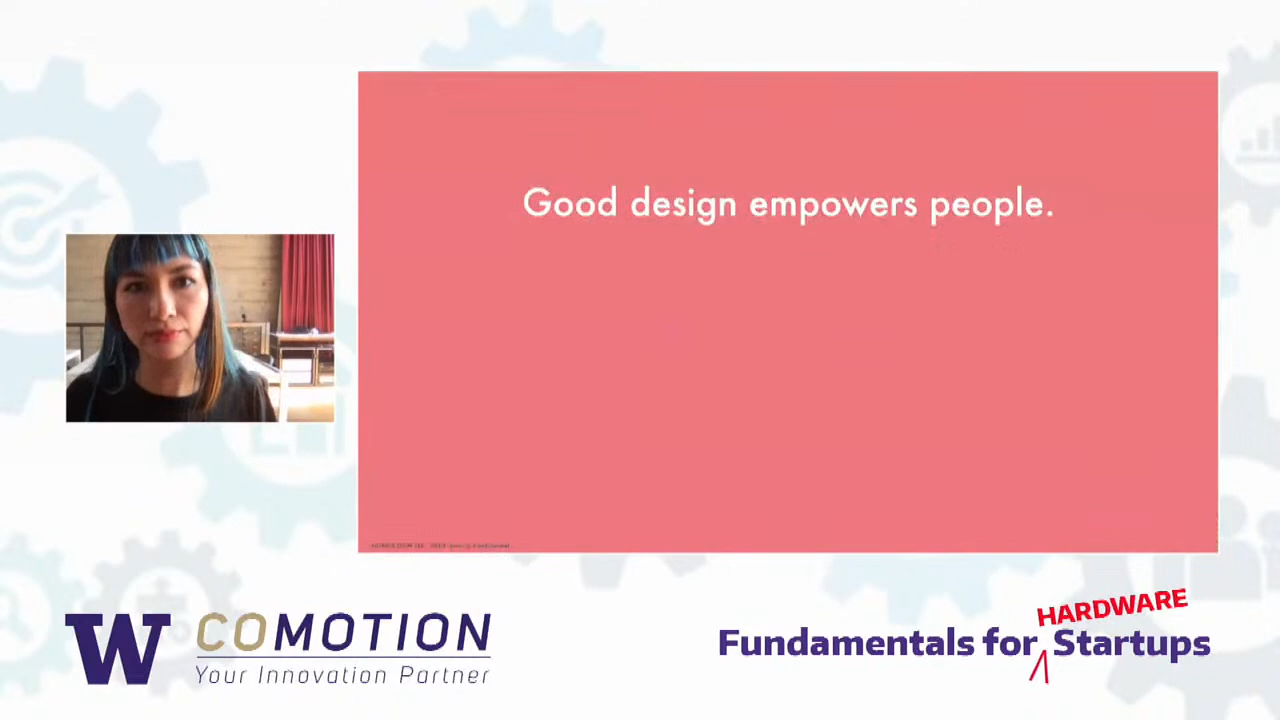 Good design empowers people.
W COMOTION
Your Innovation Partner
HARDWARE
Fundamentals for Startups